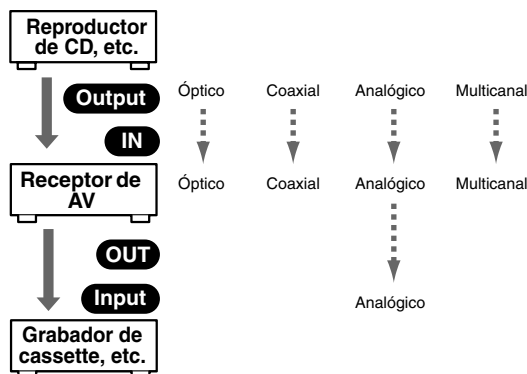 Reproductor
de CD, etc.
Output
Óptico Coaxial Analógico Multicanal
IN
Receptor de
AV
Óptico Coaxial Analógico Multicanal
OUT
Input
Analógico
Grabador de
cassette, etc.